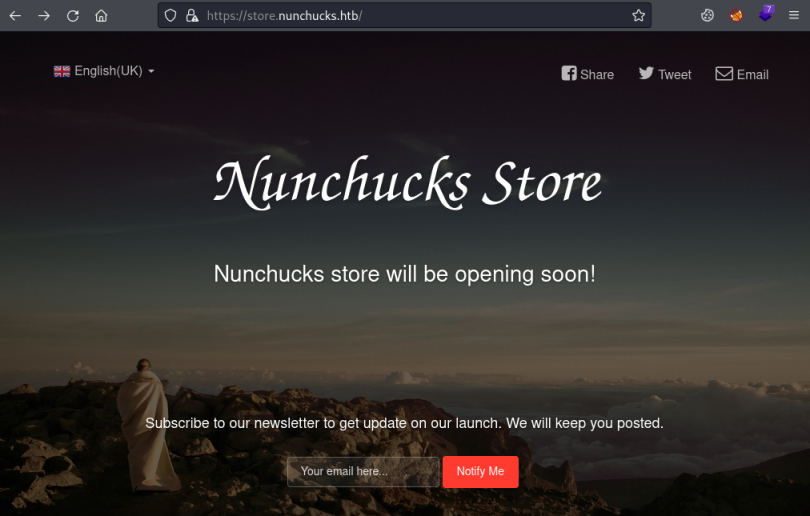 https://store.nunchucks.htb/
7
English(UK)
Share
Tweet
Email
Nunchucks Store
Nunchucks store will be opening soon!
Subscribe to our newsletter to get update on our launch. We will keep you posted.
Your email here...
Notify Me